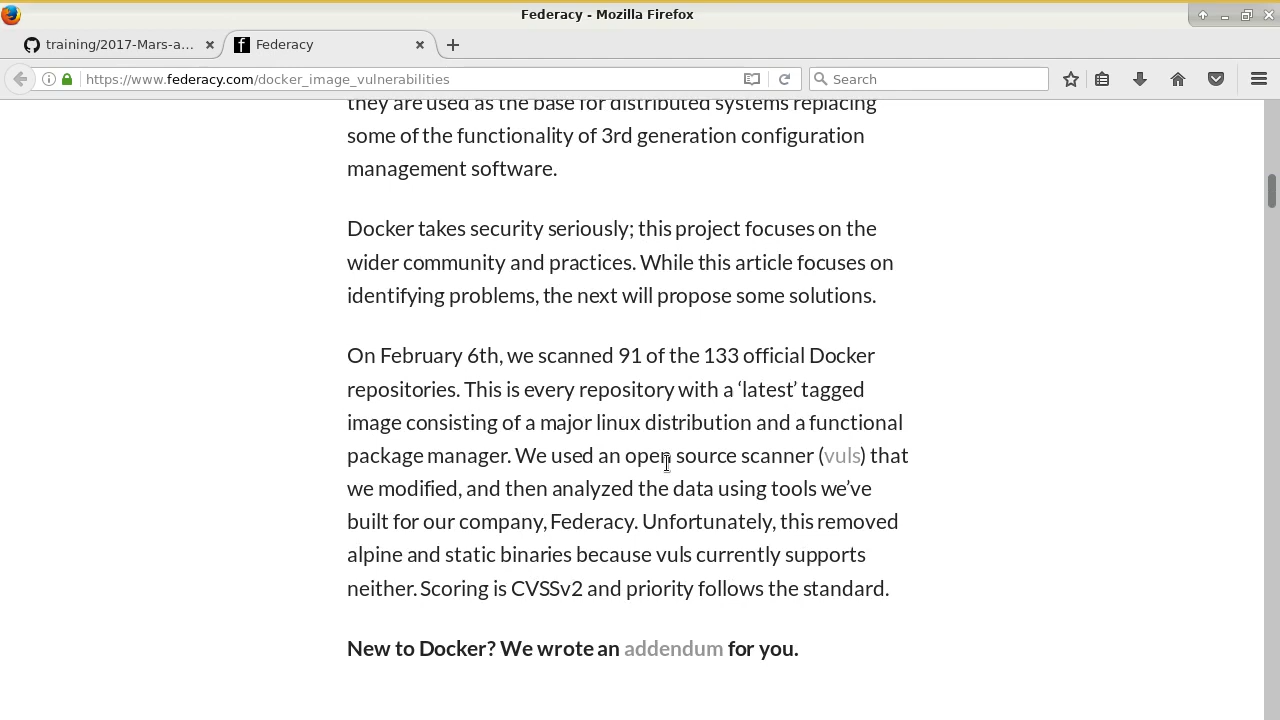 Federacy - Mozilla Firefox
training/2017-Mars-a...
Federacy
https://www.federacy.com/docker_image_vulnerabilities
Search
they are used as the base for distributed systems replacing
some of the functionality of 3rd generation configuration
management software.
Docker takes security seriously; this project focuses on the
wider community and practices. While this article focuses on
identifying problems, the next will propose some solutions.
On February 6th, we scanned 91 of the 133 official Docker
repositories. This is every repository with a ‘latest’ tagged
image consisting of a major linux distribution and a functional
package manager. We used an open source scanner (vuls) that
we modified, and then analyzed the data using tools we’ve
built for our company, Federacy. Unfortunately, this removed
alpine and static binaries because vuls currently supports
neither. Scoring is CVSSv2 and priority follows the standard.
New to Docker? We wrote an addendum for you.